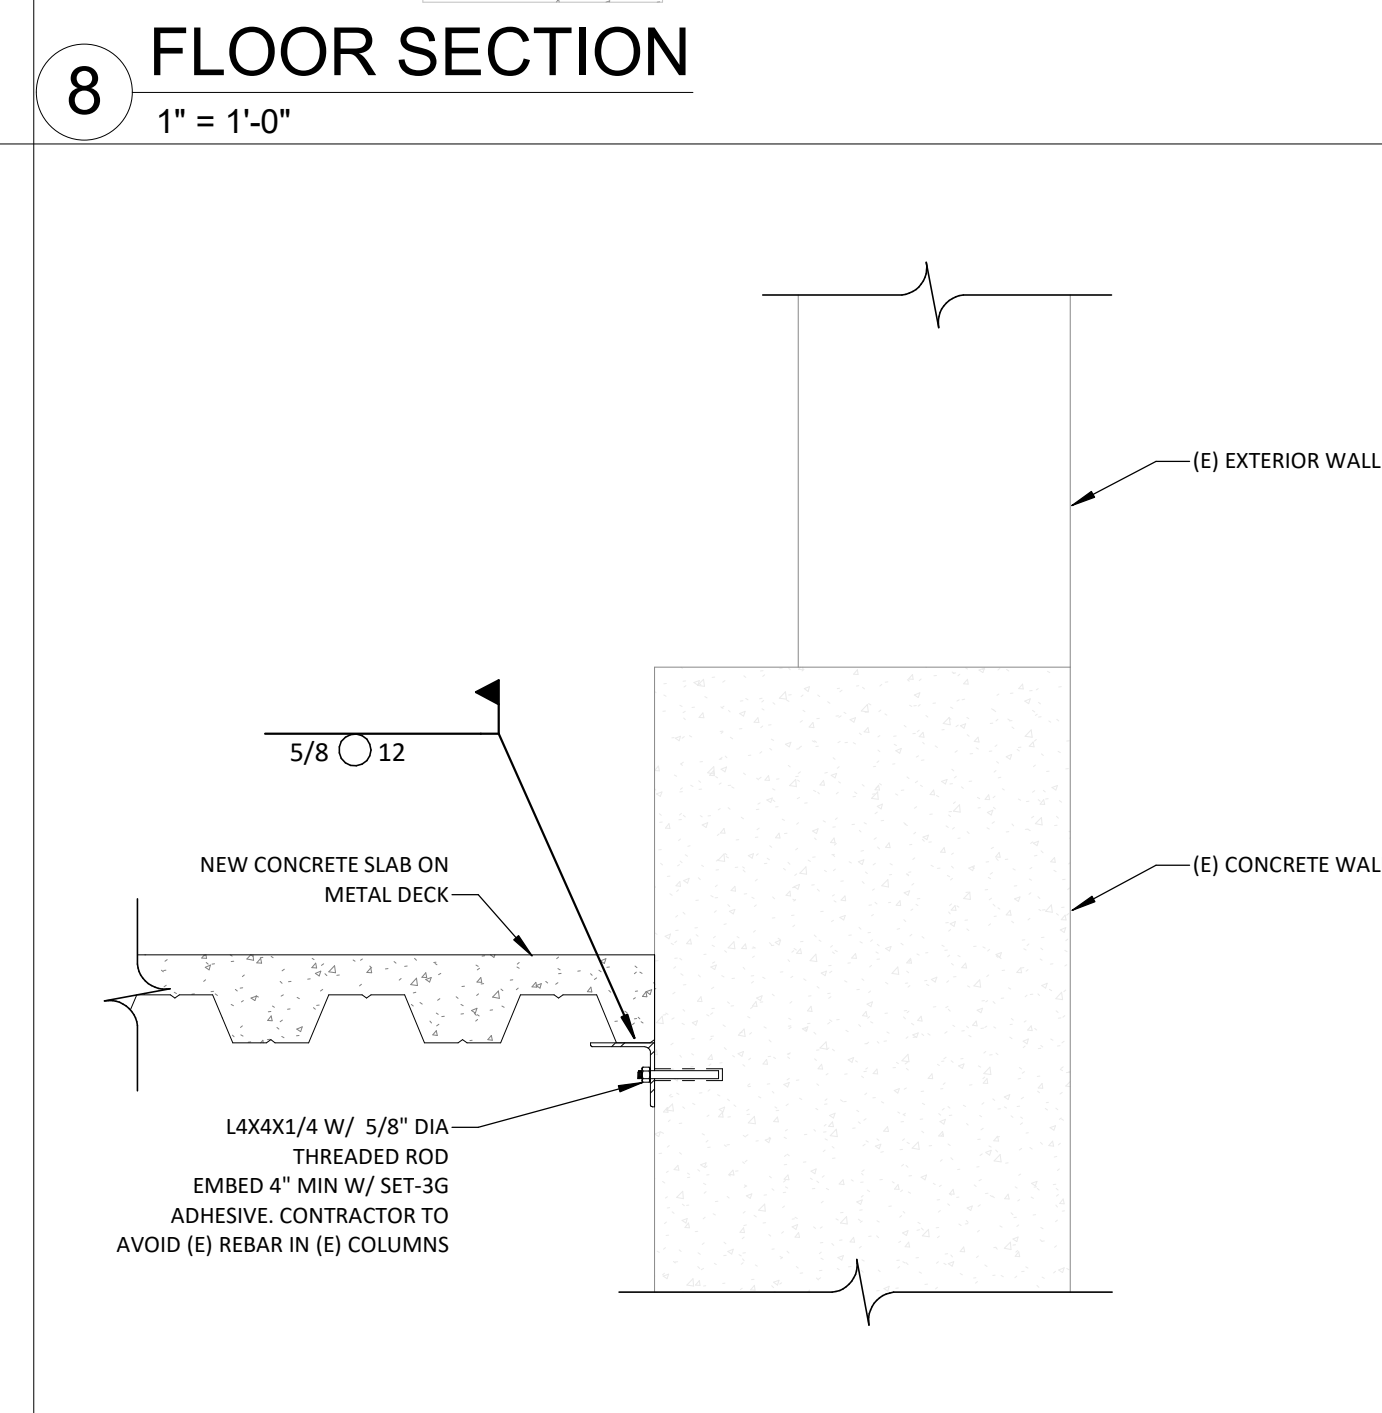 8
FLOOR SECTION
1" = 1'-0"
(E) EXTERIOR WALL
5/8 12
NEW CONCRETE SLAB ON
METAL DECK
(E) CONCRETE WAL
L4X4X1/4 W/ 5/8" DIA
THREADED ROD
EMBED 4" MIN W/ SET-3G
ADHESIVE. CONTRACTOR TO
AVOID (E) REBAR IN (E) COLUMNS